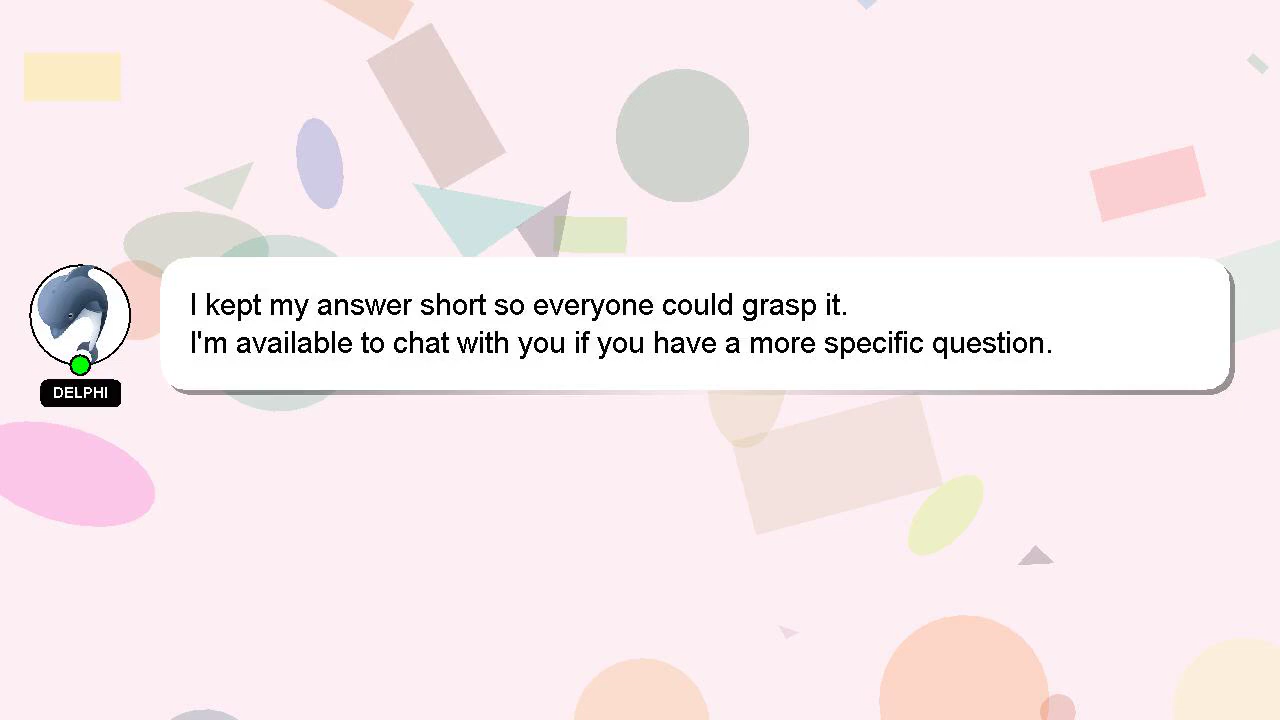 I kept my answer short so everyone could grasp it.
I'm available to chat with you if you have a more specific question.
DELPHI